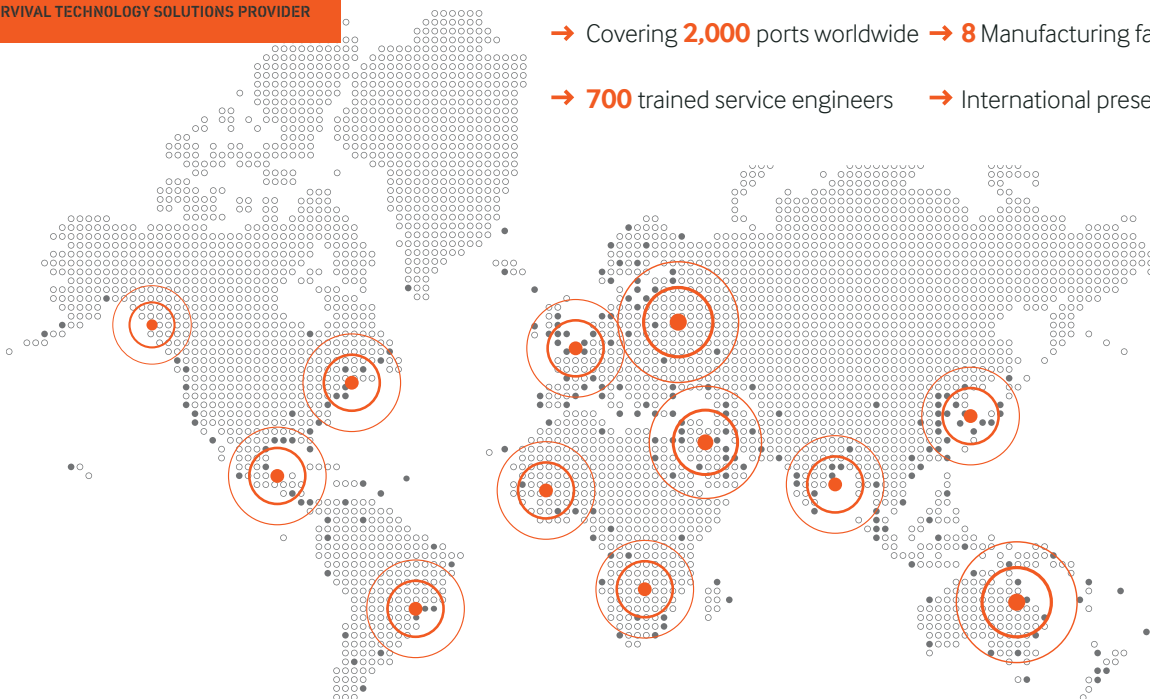 RVIVAL TECHNOLOGY SOLUTIONS PROVIDER
→ Covering 2,000 ports worldwide → 8 Manufacturing fa
→ 700 trained service engineers → International prese